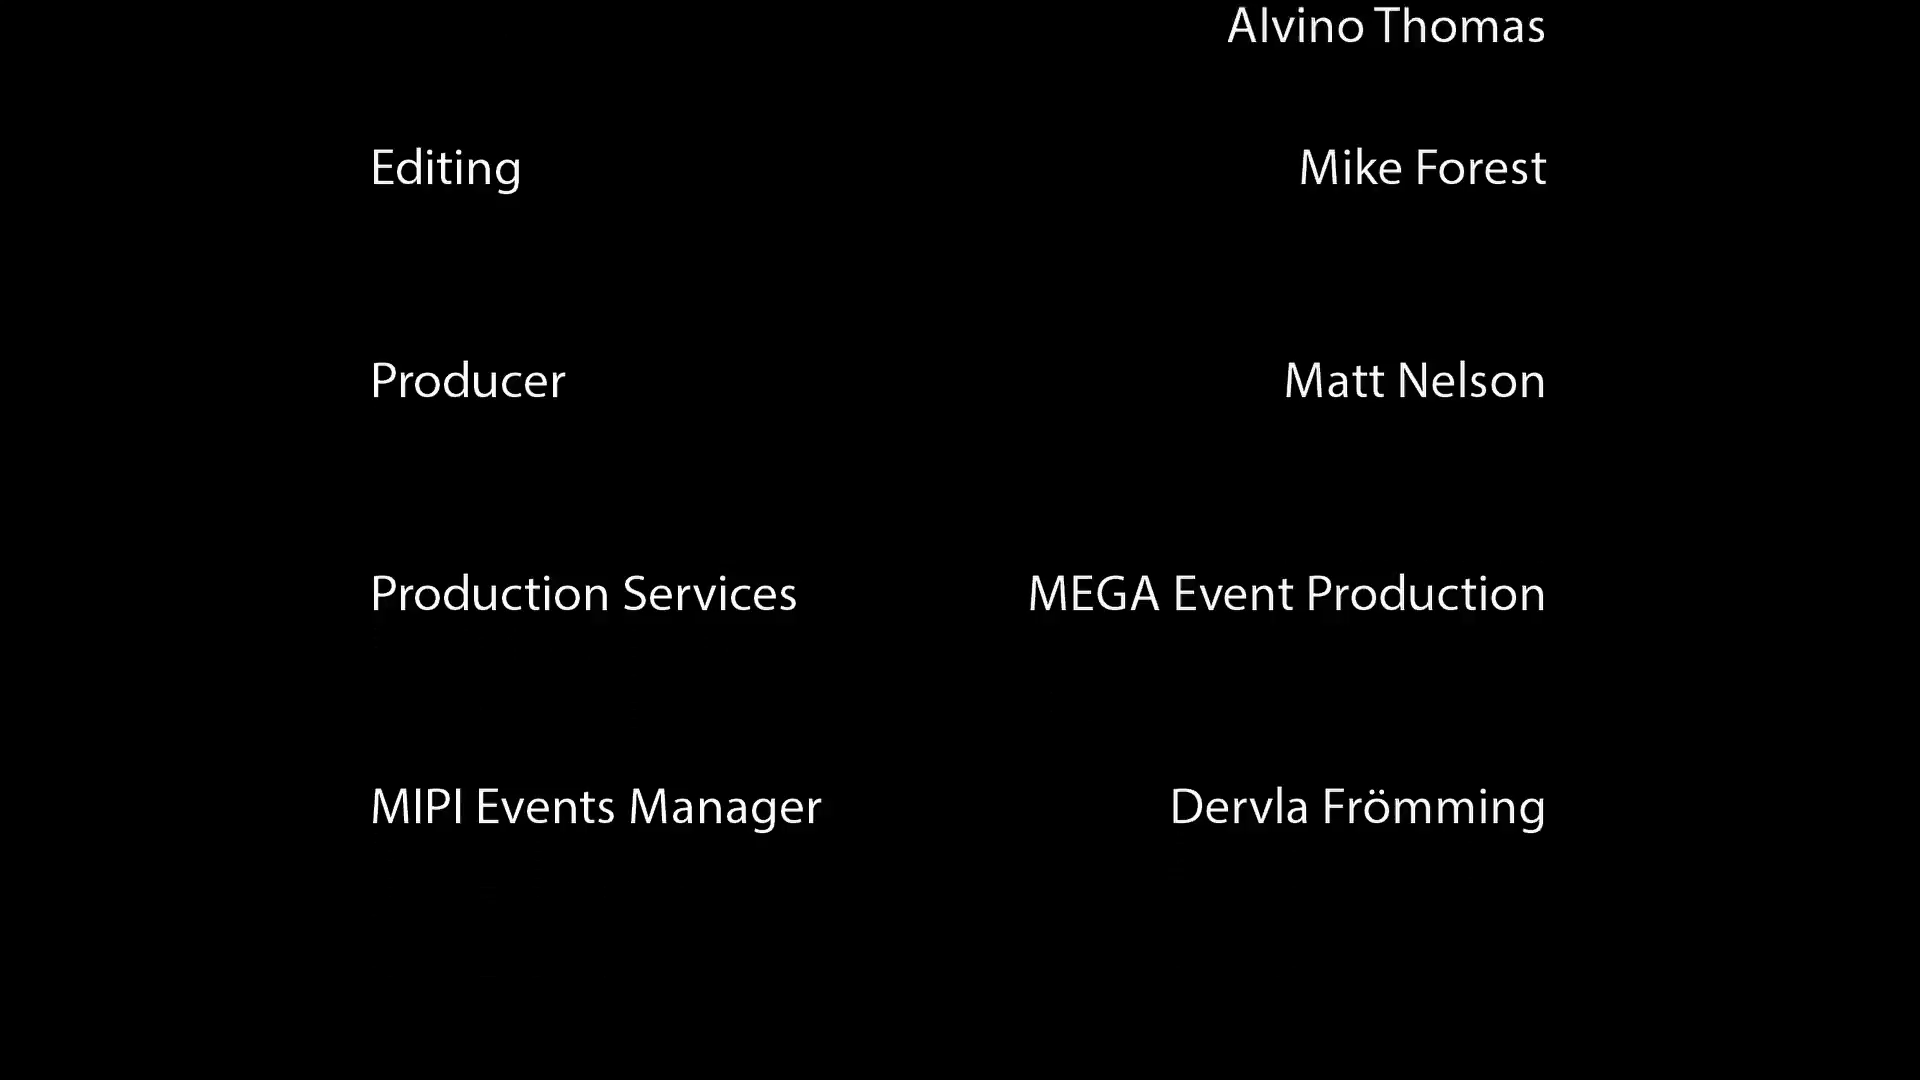 Alvino Thomas
Editing Mike Forest
Producer Matt Nelson
Production Services MEGA Event Production
MIPI Events Manager Dervla Frömming